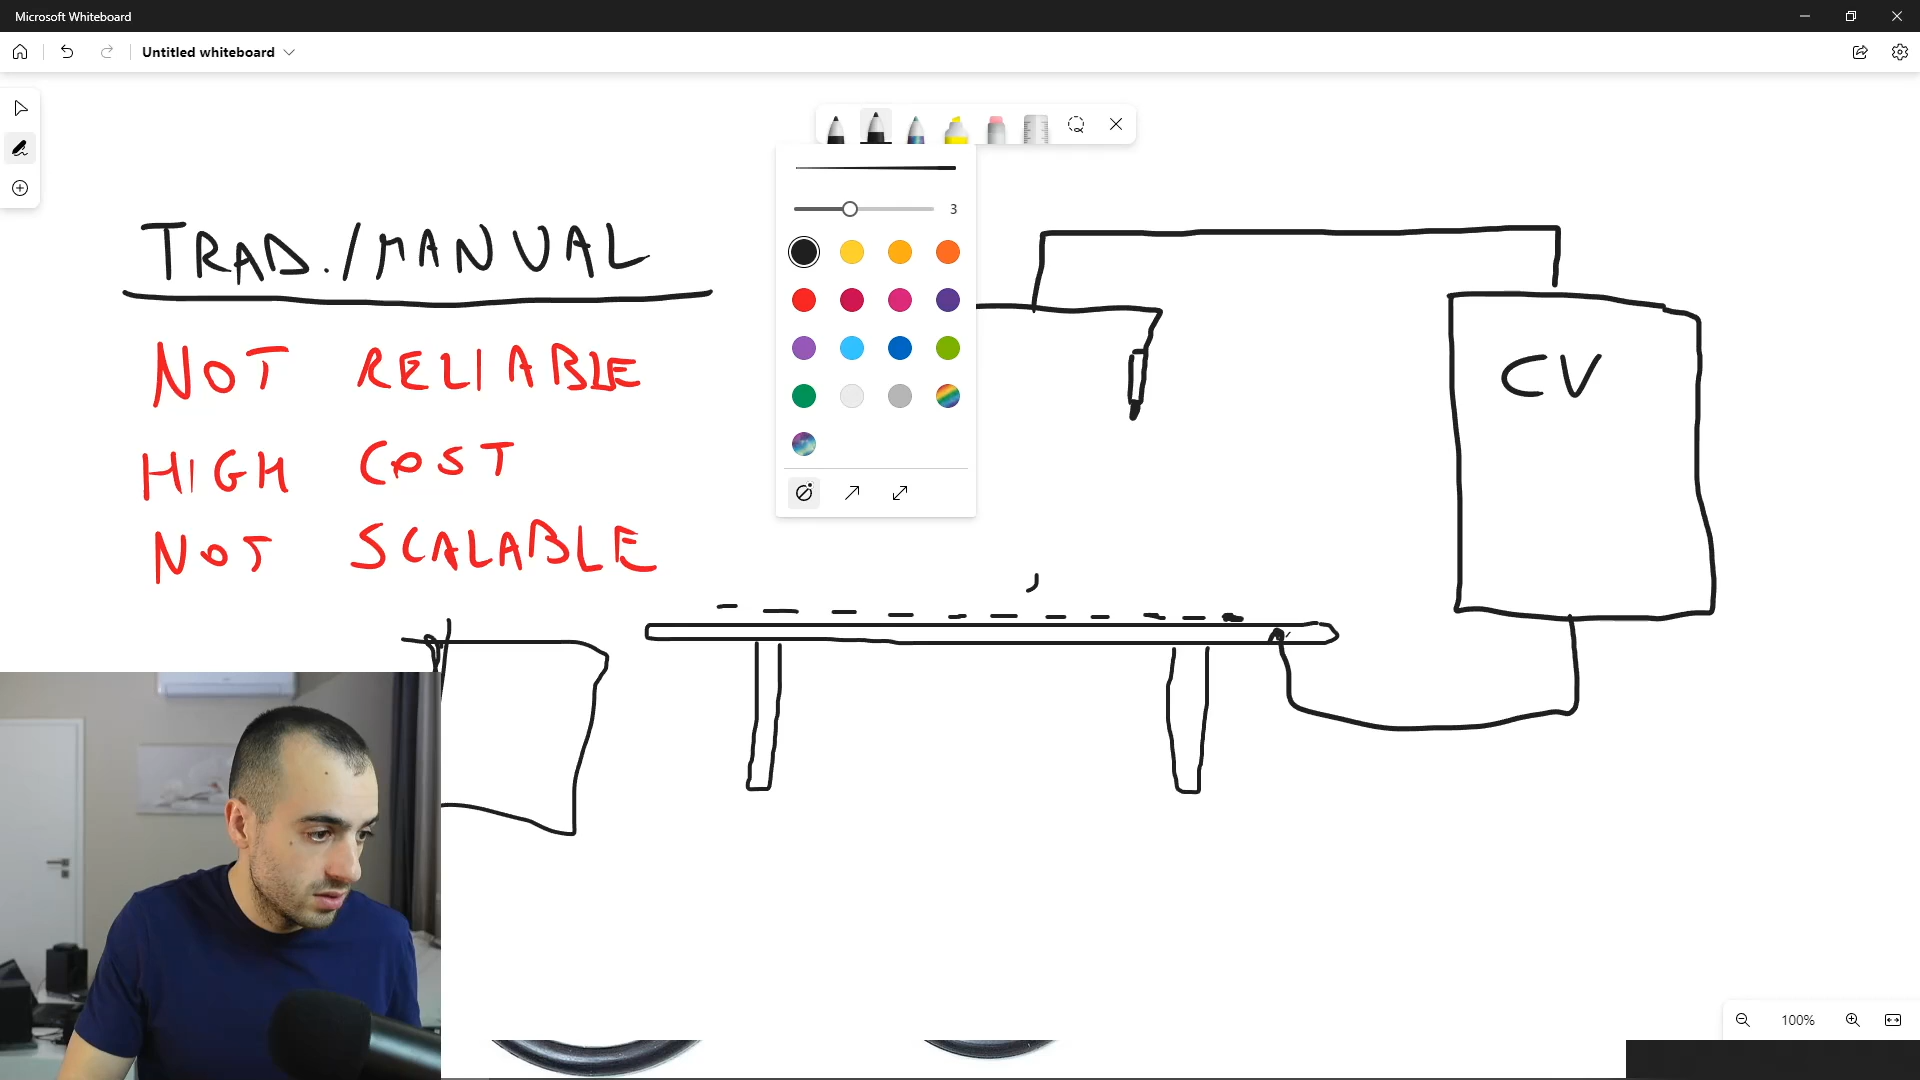 Microsoft Whiteboard
Untitled whiteboard
3
TRAD./MANUAL
NOT RELIABLE
HIGH COST
NOT SCALABLE
CV
100%